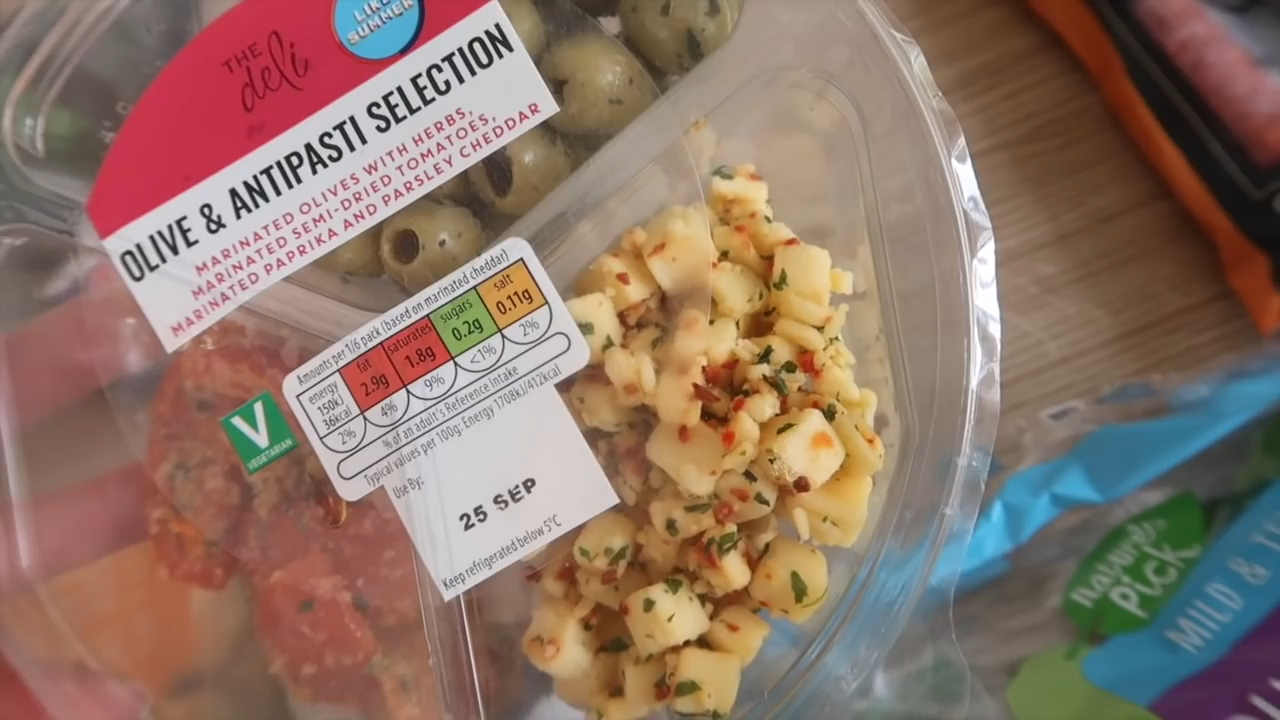 LIKE
SUMMER
THE
deli
OLIVE & ANTIPASTI SELECTION
MARINATED OLIVES WITH HERBS,
MARINATED SEMI-DRIED TOMATOES,
MARINATED PAPRIKA AND PARSLEY CHEDDAR
Amounts per 1/6 pack (based on marinated cheddar)
energy
150kJ
36kcal
2%
fat
2.9g
4%
saturates
1.8g
9%
sugars
0.2g
<1%
salt
0.11g
2%
% of an adult's Reference Intake
Typical values per 100g: Energy 1708kJ/412kcal
V
VEGETARIAN
Use By:
25 SEP
Keep refrigerated below 5°C
nature's
pick
MILD &